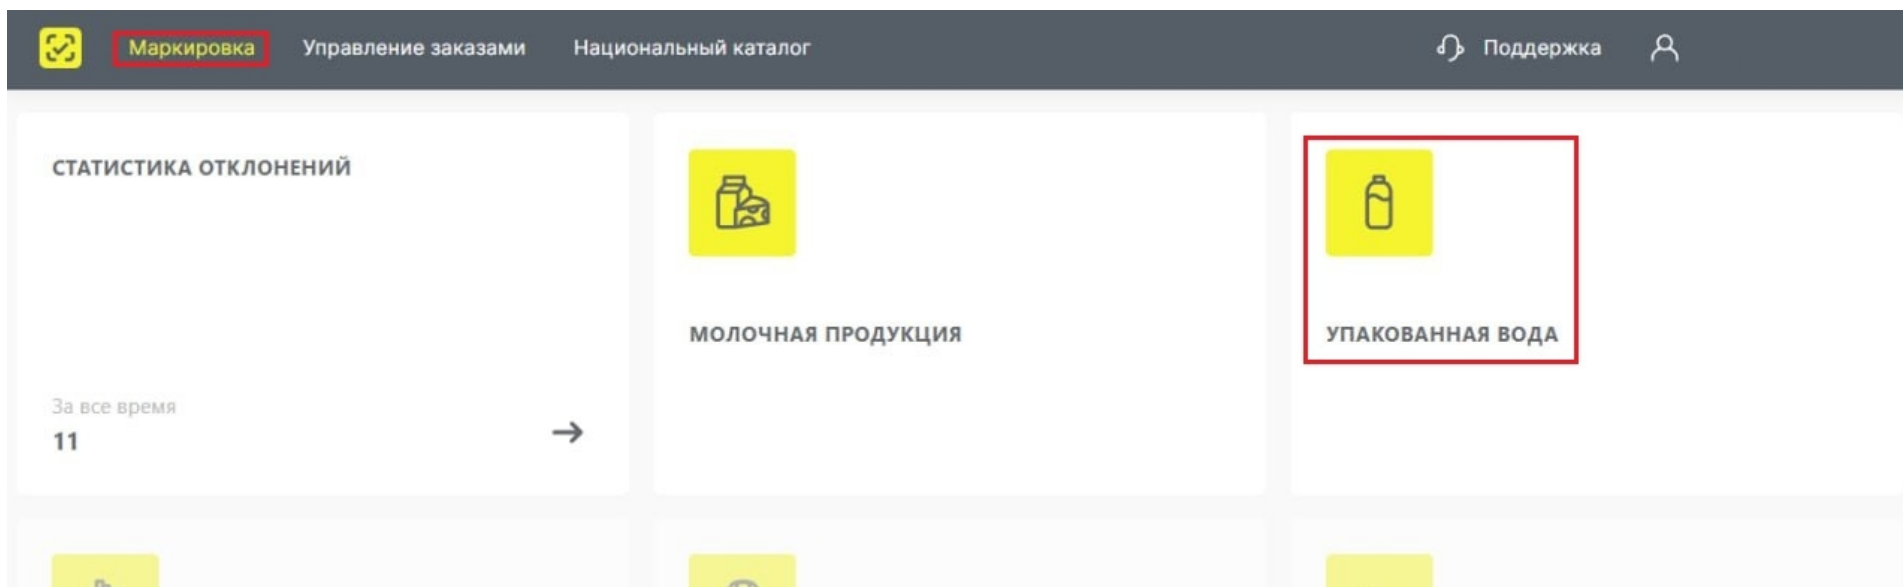 Маркировка Управление заказами Национальный каталог Поддержка
СТАТИСТИКА ОТКЛОНЕНИЙ
МОЛОЧНАЯ ПРОДУКЦИЯ УПАКОВАННАЯ ВОДА
За все время
11